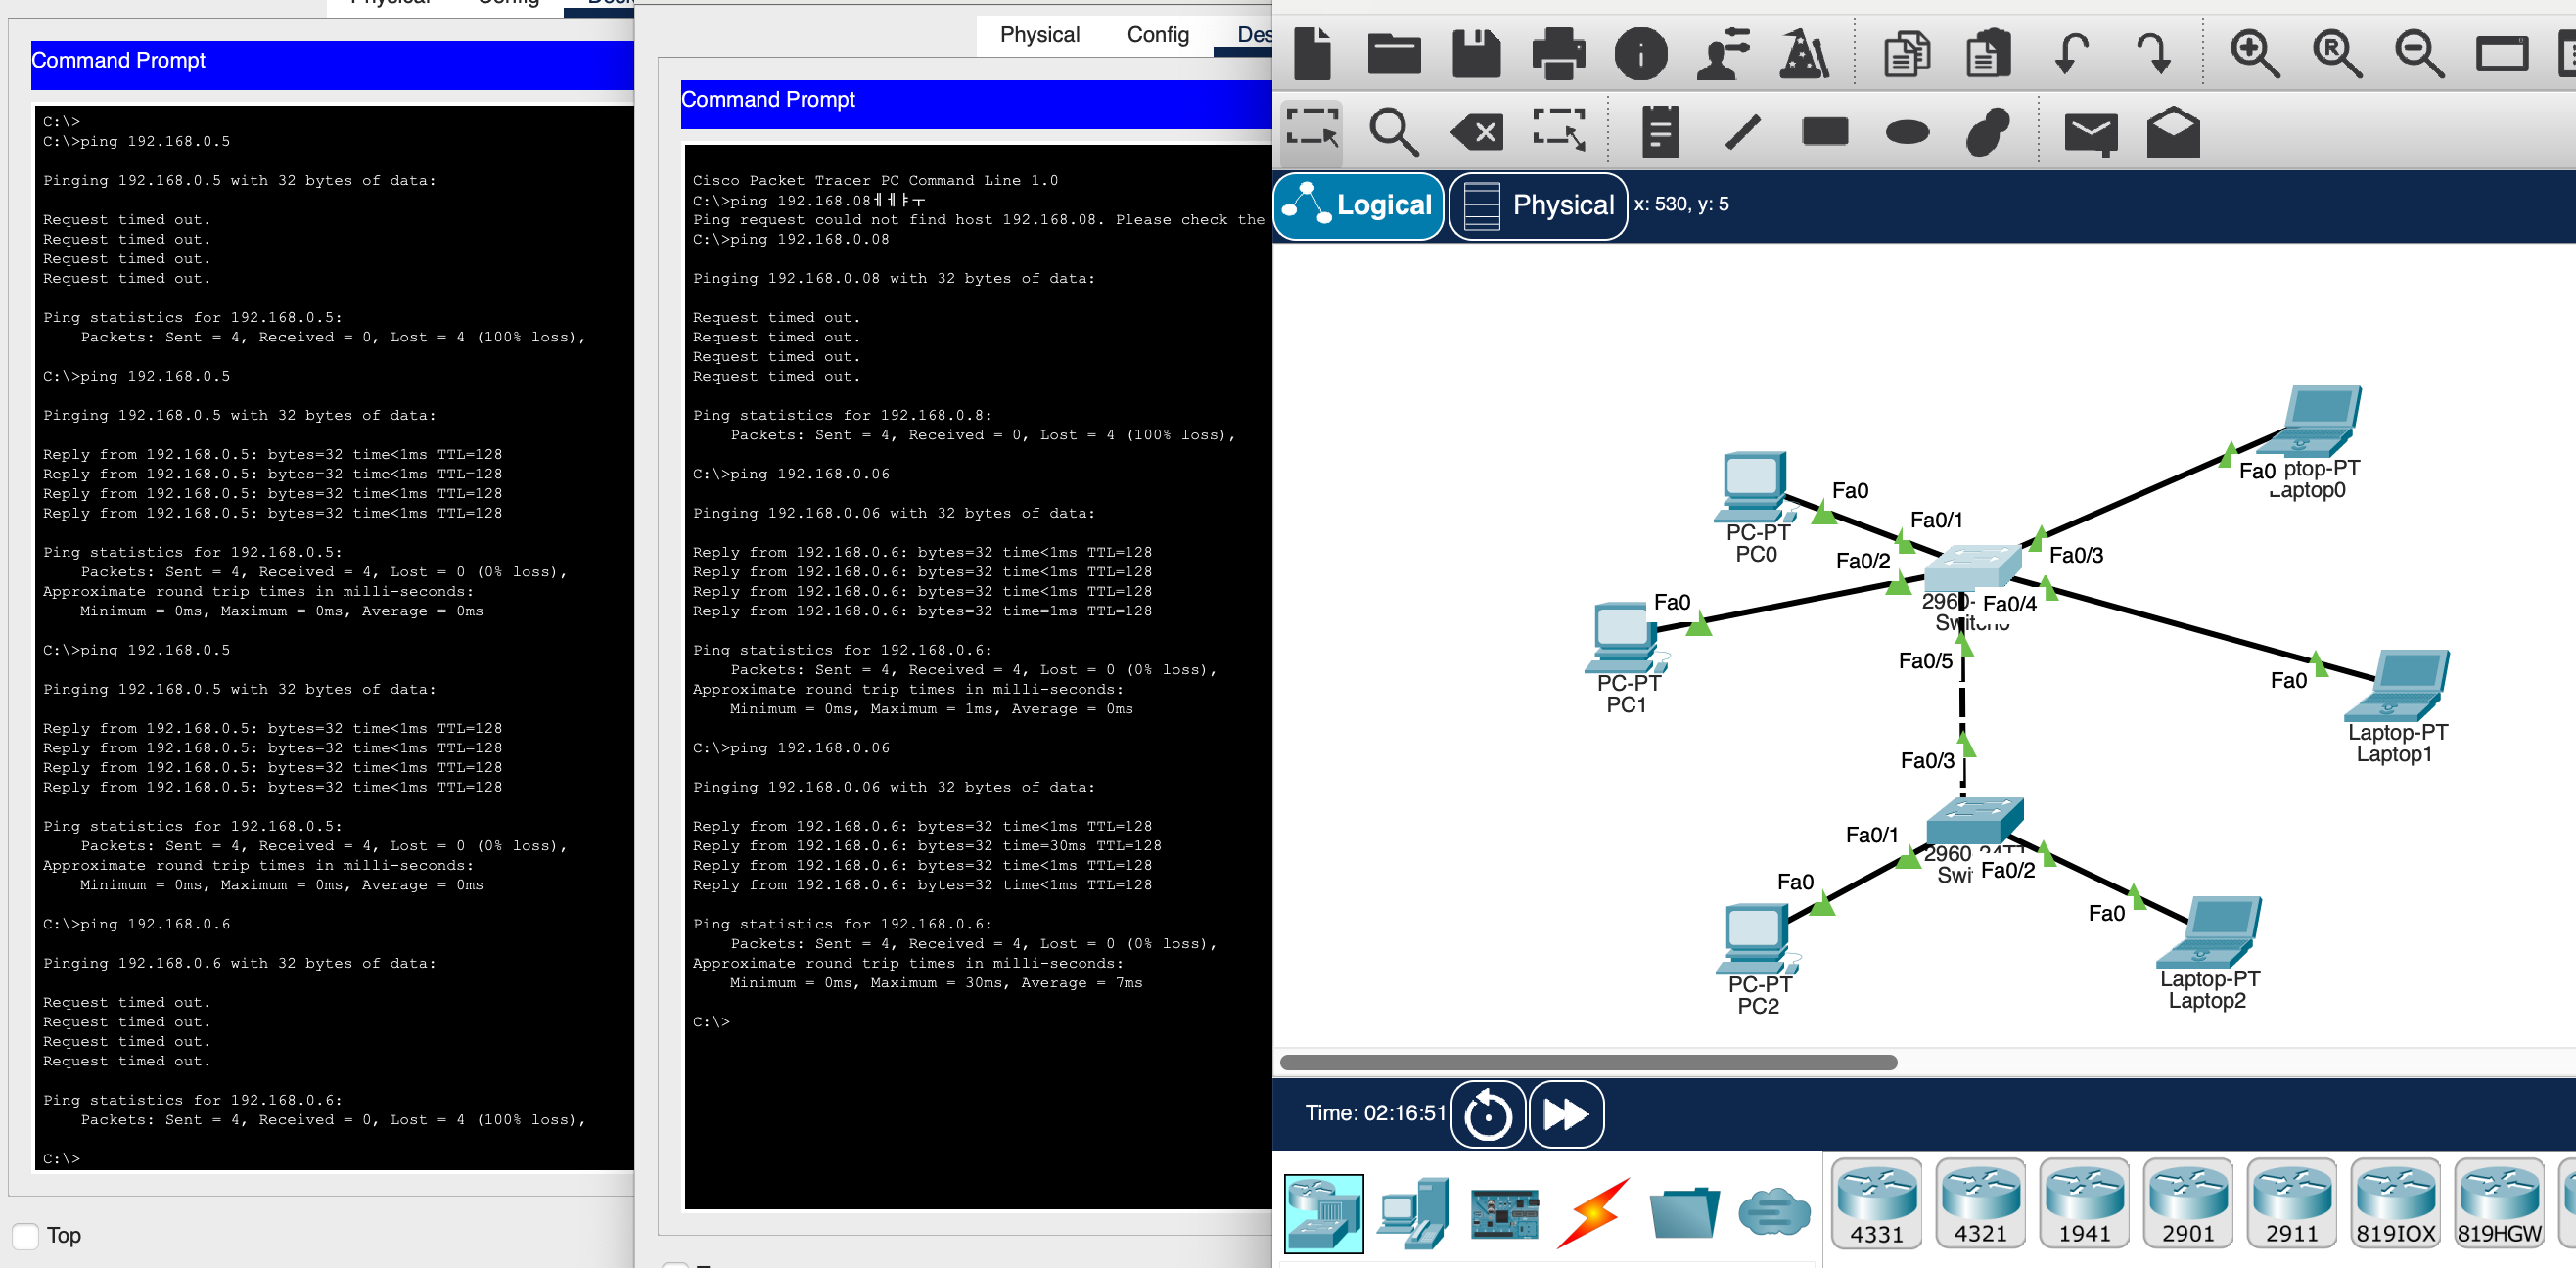 Command Prompt
C:\>
C:\>ping 192.168.0.5
Pinging 192.168.0.5 with 32 bytes of data:
Request timed out.
Request timed out.
Request timed out.
Request timed out.
Ping statistics for 192.168.0.5:
Packets: Sent = 4, Received = 0, Lost = 4 (100% loss),
C:\>ping 192.168.0.5
Pinging 192.168.0.5 with 32 bytes of data:
Reply from 192.168.0.5: bytes=32 time<1ms TTL=128
Reply from 192.168.0.5: bytes=32 time<1ms TTL=128
Reply from 192.168.0.5: bytes=32 time<1ms TTL=128
Reply from 192.168.0.5: bytes=32 time<1ms TTL=128
Ping statistics for 192.168.0.5:
Packets: Sent = 4, Received = 4, Lost = 0 (0% loss),
Approximate round trip times in milli-seconds:
Minimum = 0ms, Maximum = 0ms, Average = 0ms
C:\>ping 192.168.0.5
Pinging 192.168.0.5 with 32 bytes of data:
Reply from 192.168.0.5: bytes=32 time<1ms TTL=128
Reply from 192.168.0.5: bytes=32 time<1ms TTL=128
Reply from 192.168.0.5: bytes=32 time<1ms TTL=128
Reply from 192.168.0.5: bytes=32 time<1ms TTL=128
Ping statistics for 192.168.0.5:
Packets: Sent = 4, Received = 4, Lost = 0 (0% loss),
Approximate round trip times in milli-seconds:
Minimum = 0ms, Maximum = 0ms, Average = 0ms
C:\>ping 192.168.0.6
Pinging 192.168.0.6 with 32 bytes of data:
Request timed out.
Request timed out.
Request timed out.
Request timed out.
Ping statistics for 192.168.0.6:
Packets: Sent = 4, Received = 0, Lost = 4 (100% loss),
C:\>
Top
Physical Config Des
Command Prompt
Cisco Packet Tracer PC Command Line 1.0
C:\>ping 192.168.08╢╢╞┬
Ping request could not find host 192.168.08. Please check the
C:\>ping 192.168.0.08
Pinging 192.168.0.08 with 32 bytes of data:
Request timed out.
Request timed out.
Request timed out.
Request timed out.
Ping statistics for 192.168.0.8:
Packets: Sent = 4, Received = 0, Lost = 4 (100% loss),
C:\>ping 192.168.0.06
Pinging 192.168.0.06 with 32 bytes of data:
Reply from 192.168.0.6: bytes=32 time<1ms TTL=128
Reply from 192.168.0.6: bytes=32 time<1ms TTL=128
Reply from 192.168.0.6: bytes=32 time<1ms TTL=128
Reply from 192.168.0.6: bytes=32 time=1ms TTL=128
Ping statistics for 192.168.0.6:
Packets: Sent = 4, Received = 4, Lost = 0 (0% loss),
Approximate round trip times in milli-seconds:
Minimum = 0ms, Maximum = 1ms, Average = 0ms
C:\>ping 192.168.0.06
Pinging 192.168.0.06 with 32 bytes of data:
Reply from 192.168.0.6: bytes=32 time<1ms TTL=128
Reply from 192.168.0.6: bytes=32 time=30ms TTL=128
Reply from 192.168.0.6: bytes=32 time<1ms TTL=128
Reply from 192.168.0.6: bytes=32 time<1ms TTL=128
Ping statistics for 192.168.0.6:
Packets: Sent = 4, Received = 4, Lost = 0 (0% loss),
Approximate round trip times in milli-seconds:
Minimum = 0ms, Maximum = 30ms, Average = 7ms
C:\>
Logical Physical x: 530, y: 5
Fa0 ptop-PT
Laptop0
Fa0
Fa0/1
PC-PT
PC0
Fa0/2
Fa0/3
Fa0
2960- Fa0/4
PC-PT
PC1
Fa0/5
Fa0
Laptop-PT
Laptop1
Fa0/3
Fa0/1
2960
Swi Fa0/2
Fa0
Fa0
PC-PT
PC2
Laptop-PT
Laptop2
Time: 02:16:51
4331 4321 1941 2901 2911 819IOX 819HGW